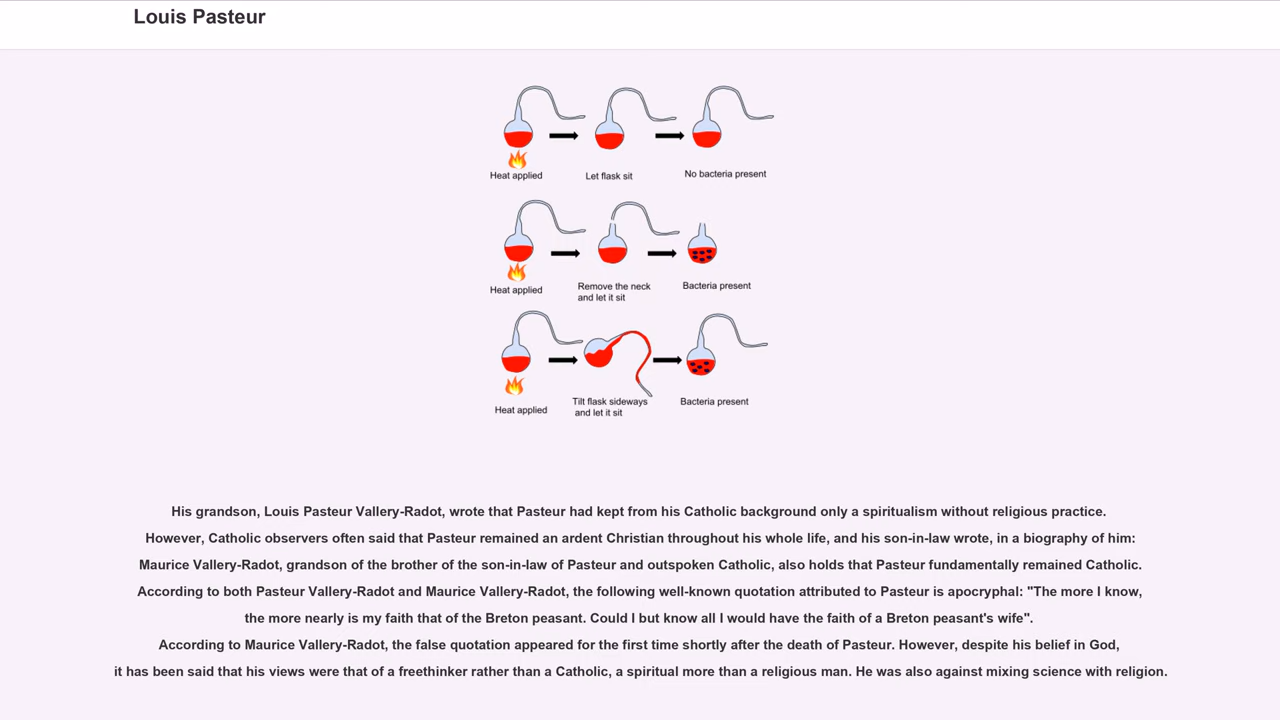 Louis Pasteur
Heat applied
Let flask sit
No bacteria present
Heat applied
Remove the neck
and let it sit
Bacteria present
Heat applied
Tilt flask sideways
and let it sit
Bacteria present
His grandson, Louis Pasteur Vallery-Radot, wrote that Pasteur had kept from his Catholic background only a spiritualism without religious practice.
However, Catholic observers often said that Pasteur remained an ardent Christian throughout his whole life, and his son-in-law wrote, in a biography of him:
Maurice Vallery-Radot, grandson of the brother of the son-in-law of Pasteur and outspoken Catholic, also holds that Pasteur fundamentally remained Catholic.
According to both Pasteur Vallery-Radot and Maurice Vallery-Radot, the following well-known quotation attributed to Pasteur is apocryphal: "The more I know,
the more nearly is my faith that of the Breton peasant. Could I but know all I would have the faith of a Breton peasant's wife".
According to Maurice Vallery-Radot, the false quotation appeared for the first time shortly after the death of Pasteur. However, despite his belief in God,
it has been said that his views were that of a freethinker rather than a Catholic, a spiritual more than a religious man. He was also against mixing science with religion.